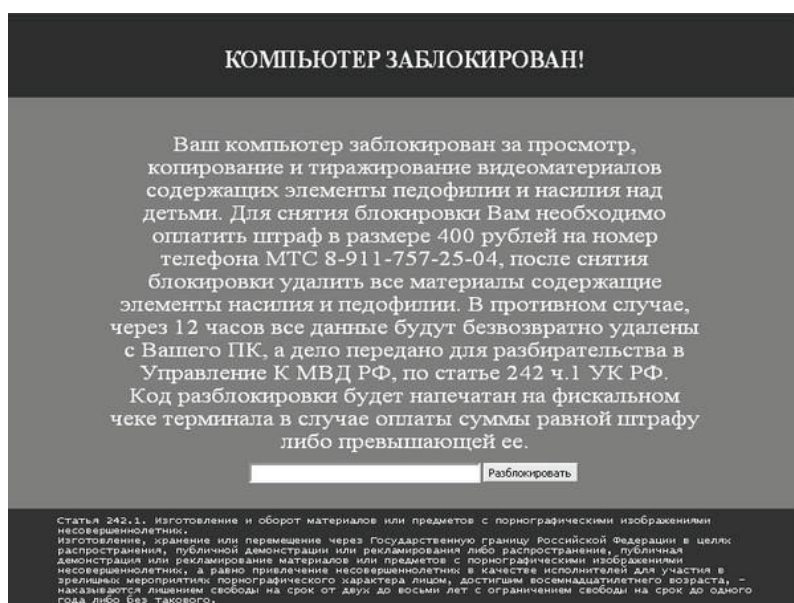 КОМПЬЮТЕР ЗАБЛОКИРОВАН!
Ваш компьютер заблокирован за просмотр,
копирование и тиражирование видеоматериалов
содержащих элементы педофилии и насилия над
детьми. Для снятия блокировки Вам необходимо
оплатить штраф в размере 400 рублей на номер
телефона МТС 8-911-757-25-04, после снятия
блокировки удалить все материалы содержащие
элементы насилия и педофилии. В противном случае,
через 12 часов все данные будут безвозвратно удалены
с Вашего ПК, а дело передано для разбирательства в
Управление К МВД РФ, по статье 242 ч.1 УК РФ.
Код разблокировки будет напечатан на фискальном
чеке терминала в случае оплаты суммы равной штрафу
либо превышающей ее.
Разблокировать
Статья 242.1. Изготовление и оборот материалов или предметов с порнографическими изображениями
несовершеннолетних.
Изготовление, хранение или перемещение через Государственную границу Российской Федерации в целях
распространения, публичной демонстрации или рекламирования либо распространение, публичная
демонстрация или рекламирование материалов или предметов с порнографическими изображениями
несовершеннолетних, а равно привлечение несовершеннолетних в качестве исполнителей для участия в
зрелищных мероприятиях порнографического характера лицом, достигшим восемнадцатилетнего возраста, –
наказываются лишением свободы на срок от двух до восьми лет с ограничением свободы на срок до одного
года либо без такового.